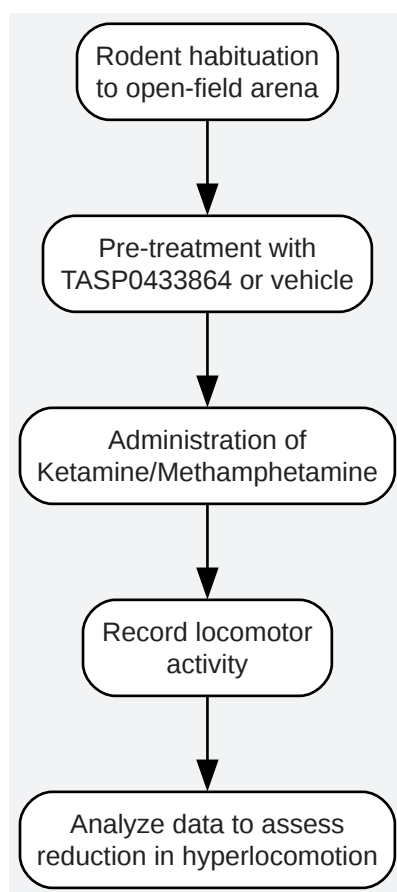 Rodent habituation
to open-field arena
Pre-treatment with
TASP0433864 or vehicle
Administration of
Ketamine/Methamphetamine
Record locomotor
activity
Analyze data to assess
reduction in hyperlocomotion